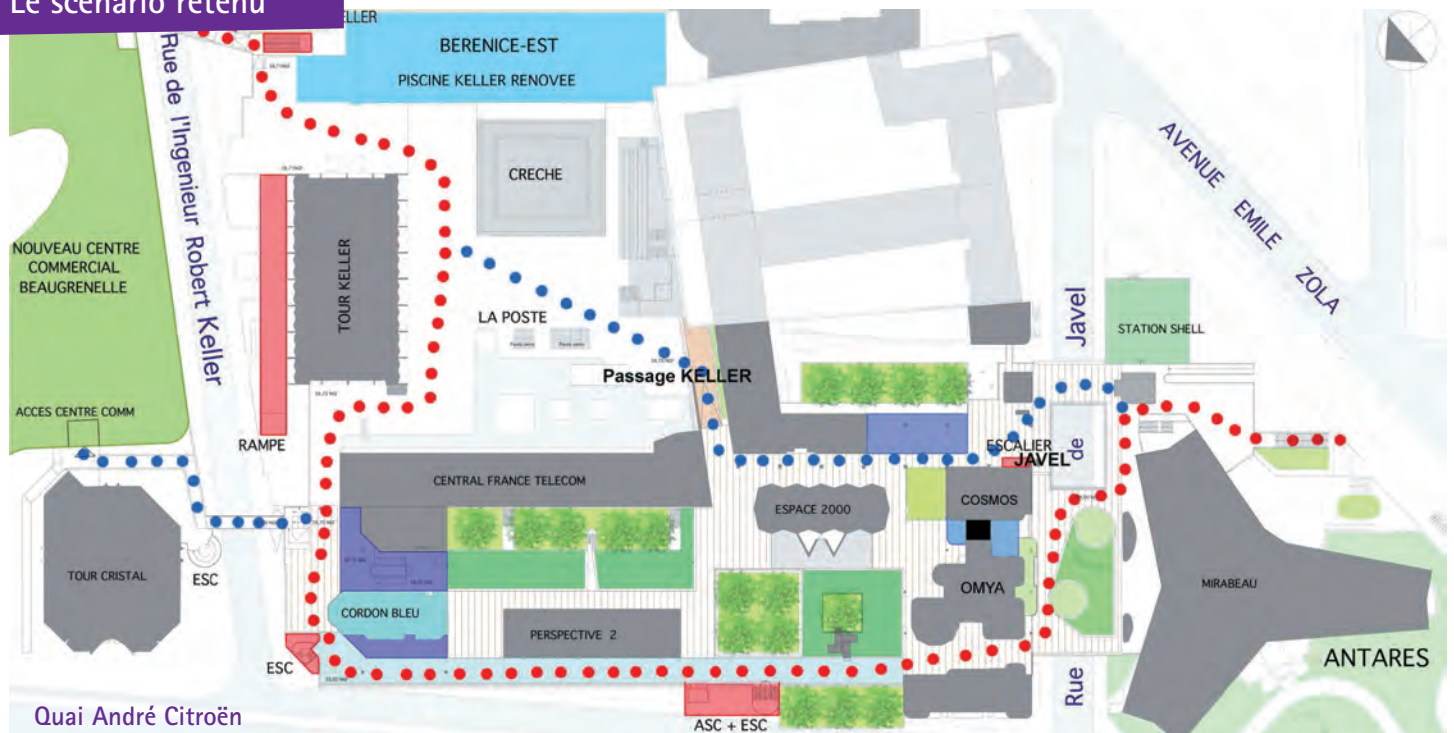 Le scénario retenu
KELLER
BERENICE-EST
PISCINE KELLER RENOVEE
Rue de l'Ingenieur Robert Keller
CRECHE
AVENUE EMILE ZOLA
NOUVEAU CENTRE
COMMERCIAL
BEAUGRENELLE
TOUR KELLER
LA POSTE
Passage KELLER
STATION SHELL
Rue de Javel
ACCES CENTRE COMM
RAMPE
ESCALIER
JAVEL
CENTRAL FRANCE TELECOM
ESPACE 2000
COSMOS
TOUR CRISTAL
ESC
OMYA
MIRABEAU
CORDON BLEU
PERSPECTIVE 2
ESC
ANTARES
Quai André Citroën
ASC + ESC